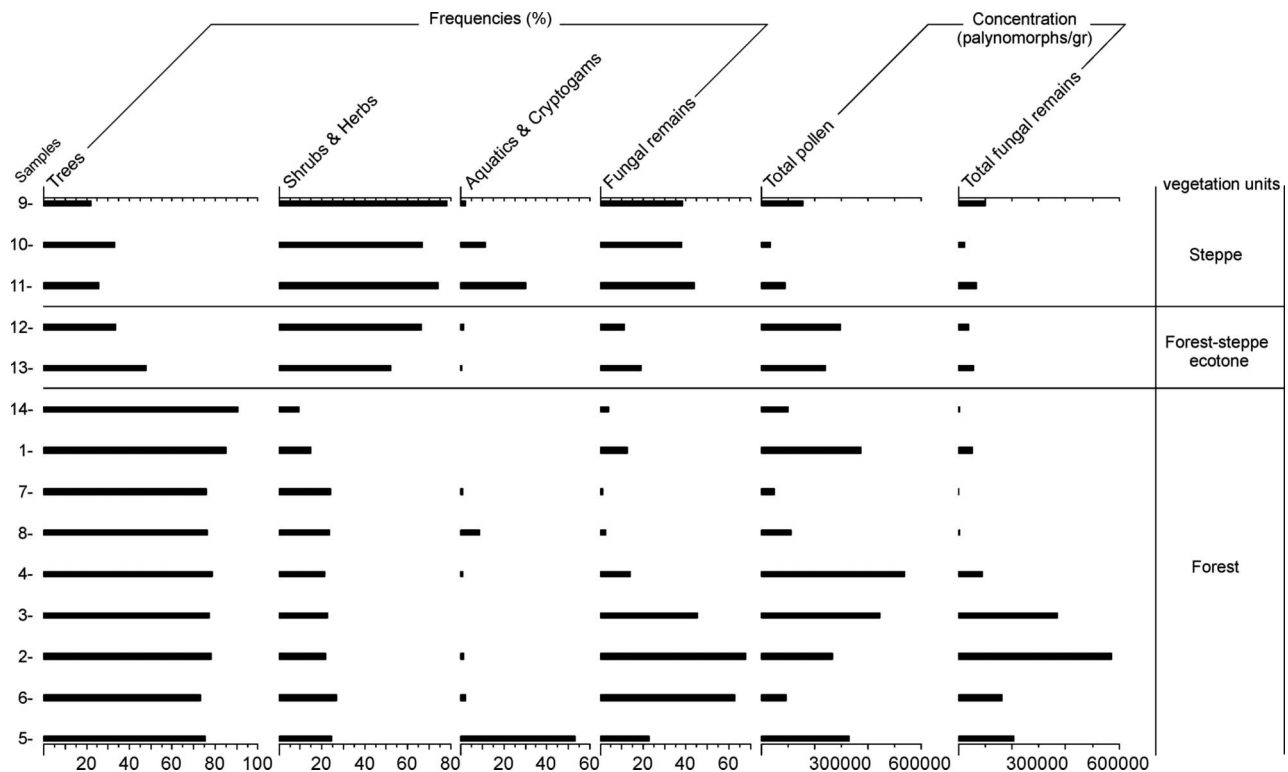 Frequencies (%)
Concentration
(palynomorphs/gr)
Samples
Trees
Shrubs & Herbs
Aquatics & Cryptogams
Fungal remains
Total pollen
Total fungal remains
vegetation units
9-
10-
11-
Steppe
12-
13-
Forest-steppe
ecotone
14-
1-
7-
8-
4-
3-
2-
6-
5-
Forest
20 40 60 80 100
20 40 60 80
20 40 60
20 40 60
300000 600000
300000 600000